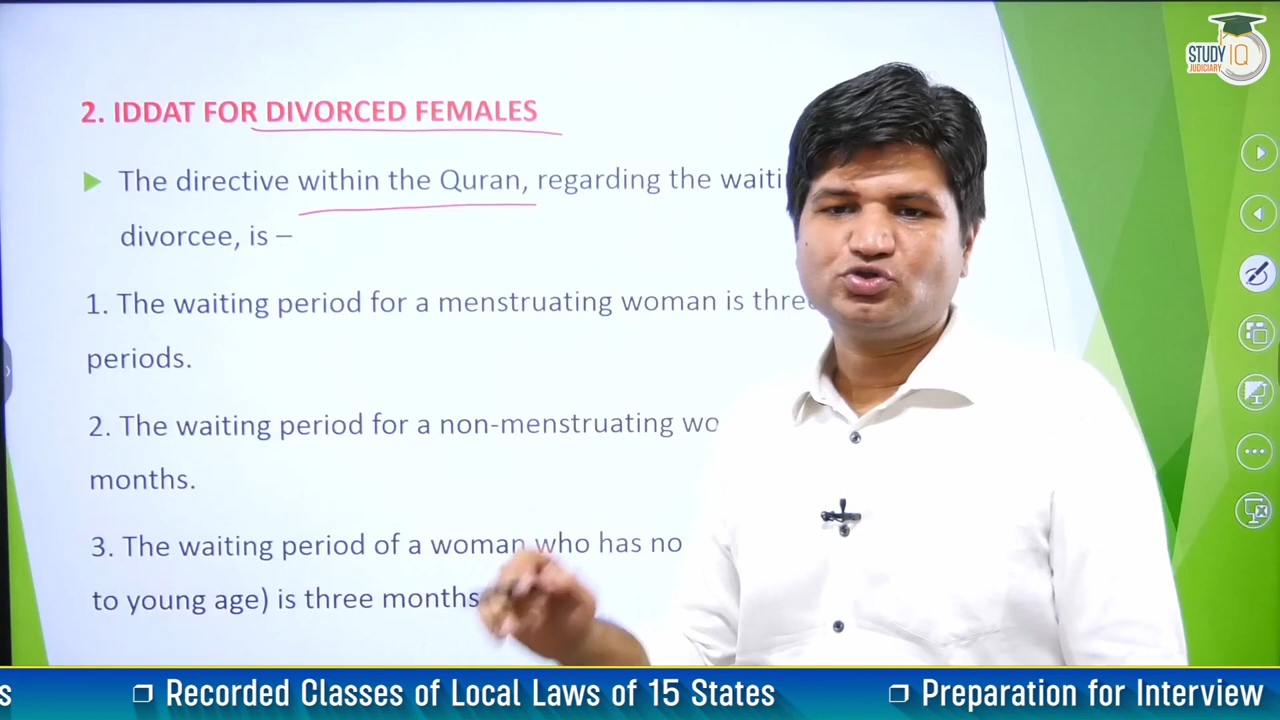 STUDY IQ
JUDICIARY
2. IDDAT FOR DIVORCED FEMALES
The directive within the Quran, regarding the
divorcee, is –
1. The waiting period for a menstruating woman is
periods.
2. The waiting period for a non-menstruating
months.
3. The waiting period of a woman who has no
to young age) is three months
Recorded Classes of Local Laws of 15 States
Preparation for Interview